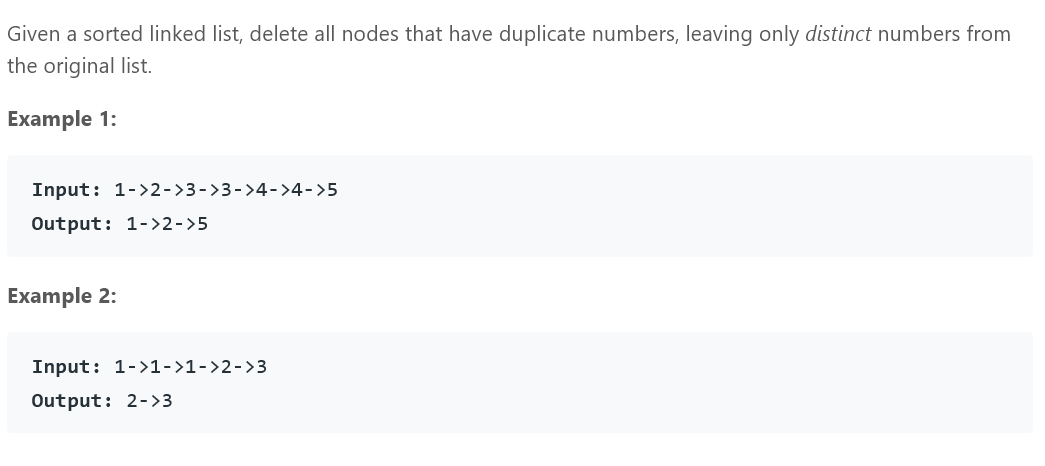 Given a sorted linked list, delete all nodes that have duplicate numbers, leaving only distinct numbers from
the original list.
Example 1:
Input: 1->2->3->3->4->4->5
Output: 1->2->5
Example 2:
Input: 1->1->1->2->3
Output: 2->3